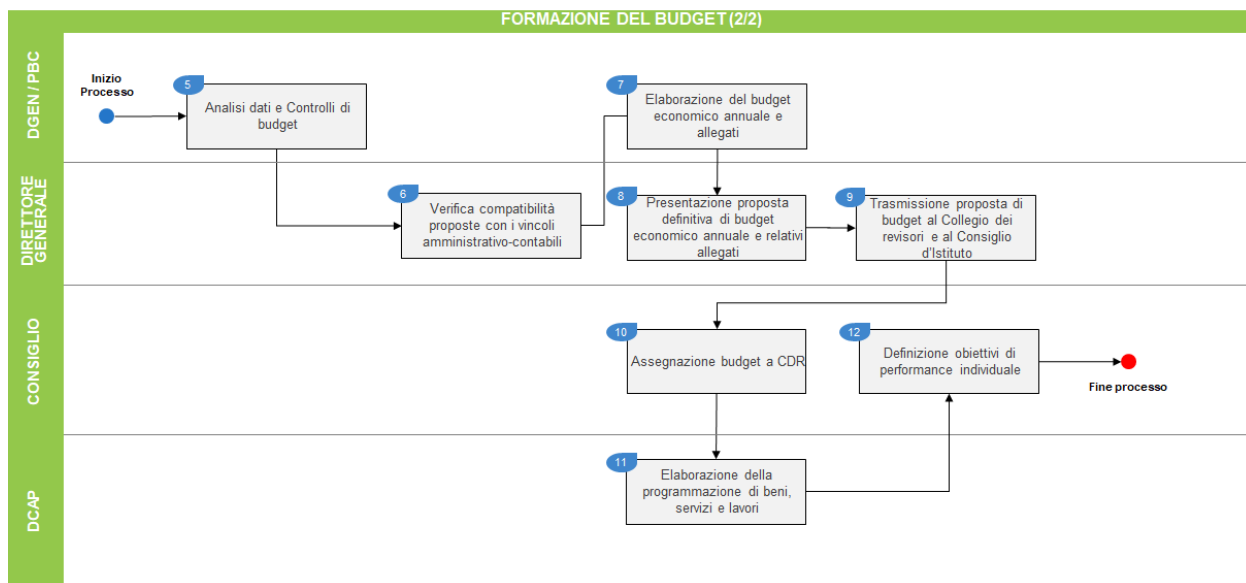 FORMAZIONE DEL BUDGET (2/2)
DGEN / PBC
Inizio
Processo
5
Analisi dati e Controlli di
budget
7
Elaborazione del budget
economico annuale e
allegati
DIRETTORE
GENERALE
6
Verifica compatibilità
proposte con i vincoli
amministrativo-contabili
8
Presentazione proposta
definitiva di budget
economico annuale e relativi
allegati
9
Trasmissione proposta di
budget al Collegio dei
revisori e al Consiglio
d'Istituto
CONSIGLIO
10
Assegnazione budget a CDR
12
Definizione obiettivi di
performance individuale
Fine processo
DCAP
11
Elaborazione della
programmazione di beni,
servizi e lavori